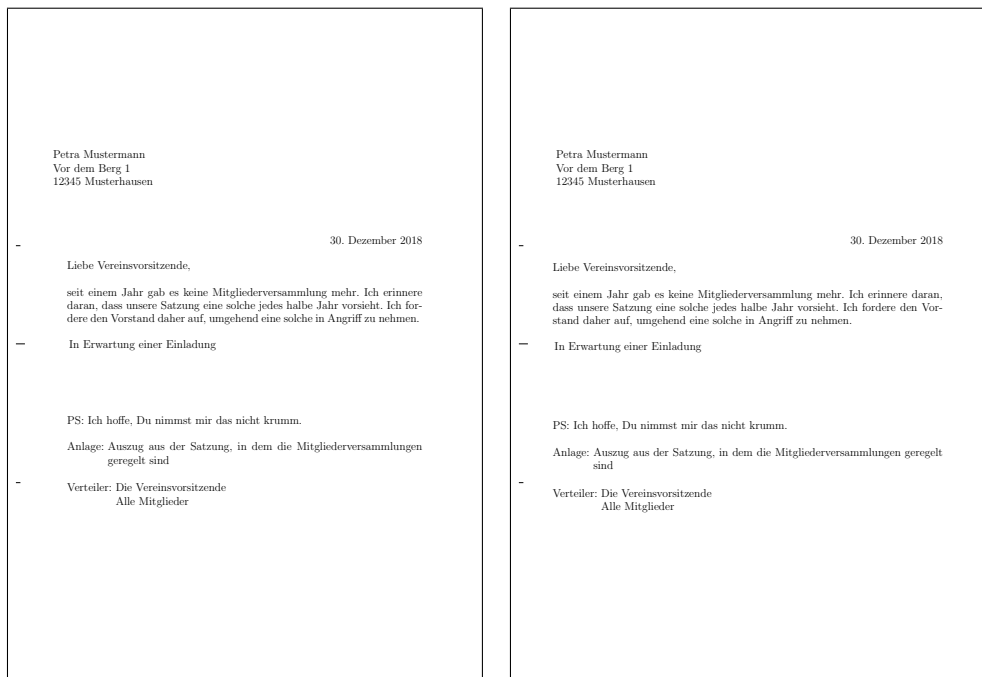 Petra Mustermann
Vor dem Berg 1
12345 Musterhausen
30. Dezember 2018
Liebe Vereinsvorsitzende,
seit einem Jahr gab es keine Mitgliederversammlung mehr. Ich erinnere
daran, dass unsere Satzung eine solche jedes halbe Jahr vorsieht. Ich for-
dere den Vorstand daher auf, umgehend eine solche in Angriff zu nehmen.
In Erwartung einer Einladung
PS: Ich hoffe, Du nimmst mir das nicht krumm.
Anlage: Auszug aus der Satzung, in dem die Mitgliederversammlungen
geregelt sind
Verteiler: Die Vereinsvorsitzende
Alle Mitglieder
Petra Mustermann
Vor dem Berg 1
12345 Musterhausen
30. Dezember 2018
Liebe Vereinsvorsitzende,
seit einem Jahr gab es keine Mitgliederversammlung mehr. Ich erinnere daran,
dass unsere Satzung eine solche jedes halbe Jahr vorsieht. Ich fordere den Vor-
stand daher auf, umgehend eine solche in Angriff zu nehmen.
In Erwartung einer Einladung
PS: Ich hoffe, Du nimmst mir das nicht krumm.
Anlage: Auszug aus der Satzung, in dem die Mitgliederversammlungen geregelt
sind
Verteiler: Die Vereinsvorsitzende
Alle Mitglieder